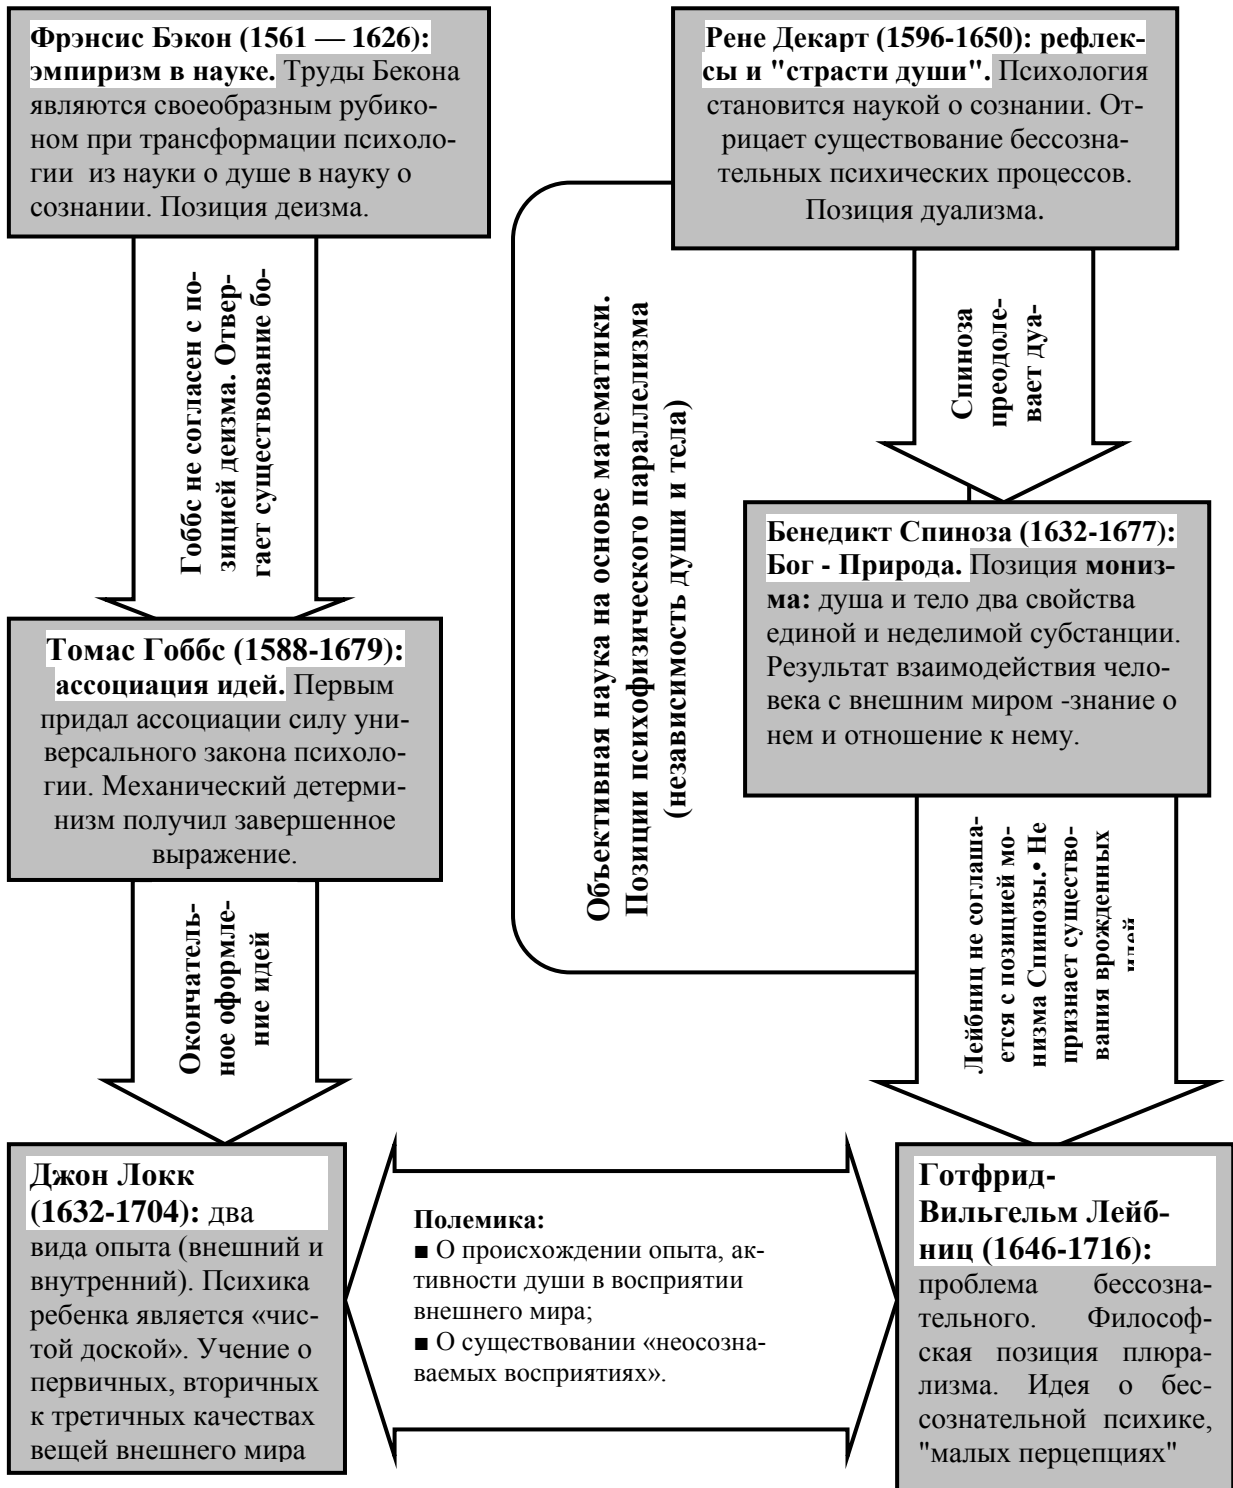 Фрэнсис Бэкон (1561 — 1626):
эмпиризм в науке. Труды Бекона
являются своеобразным рубико-
ном при трансформации психоло-
гии из науки о душе в науку о
сознании. Позиция деизма.
Рене Декарт (1596-1650): рефлек-
сы и "страсти души". Психология
становится наукой о сознании. От-
рицает существование бессозна-
тельных психических процессов.
Позиция дуализма.
Гоббс не согласен с по-
зицией деизма. Отвер-
гает существование бо-
Объективная наука на основе математики.
Позиции психофизического параллелизма
(независимость души и тела)
Спиноза
преодоле-
вает дуа-
Томас Гоббс (1588-1679):
ассоциация идей. Первым
придал ассоциации силу уни-
версального закона психоло-
гии. Механический детерми-
низм получил завершенное
выражение.
Бенедикт Спиноза (1632-1677):
Бог - Природа. Позиция мониз-
ма: душа и тело два свойства
единой и неделимой субстанции.
Результат взаимодействия чело-
века с внешним миром -знание о
нем и отношение к нему.
Окончатель-
ное оформле-
ние идей
Лейбниц не соглаша-
ется с позицией мо-
низма Спинозы.• Не
признает существо-
вания врожденных
идей
Джон Локк
(1632-1704): два
вида опыта (внешний и
внутренний). Психика
ребенка является «чис-
той доской». Учение о
первичных, вторичных
к третичных качествах
вещей внешнего мира
Полемика:
■ О происхождении опыта, ак-
тивности души в восприятии
внешнего мира;
■ О существовании «неосозна-
ваемых восприятиях».
Готфрид-
Вильгельм Лейб-
ниц (1646-1716):
проблема бессозна-
тельного. Философ-
ская позиция плюра-
лизма. Идея о бес-
сознательной психике,
"малых перцепциях"